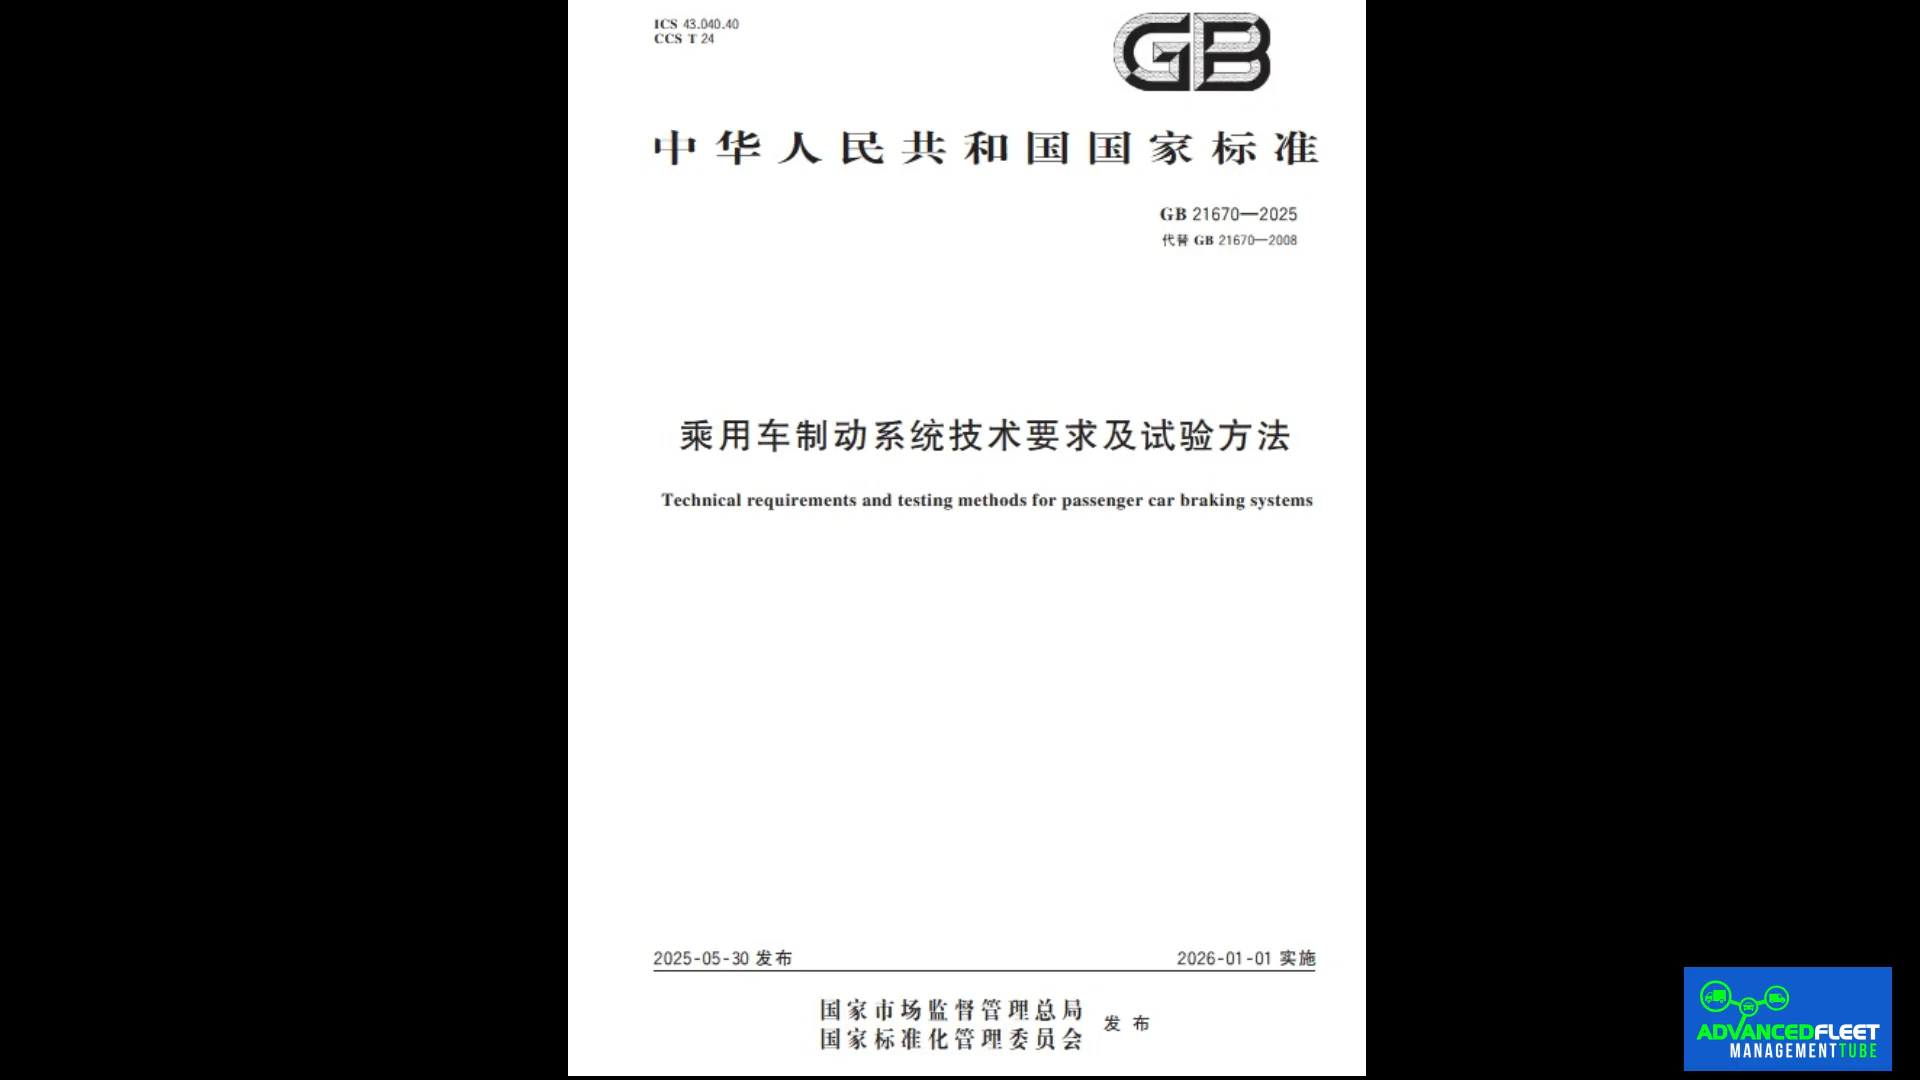 ICS 43.040.40
CCS T 24
GB
中华人民共和国国家标准
GB 21670—2025
代替 GB 21670—2008
乘用车制动系统技术要求及试验方法
Technical requirements and testing methods for passenger car braking systems
2025-05-30 发布
2026-01-01 实施
国家市场监督管理总局
国家标准化管理委员会
发布
ADVANCEDFLEET
MANAGEMENTTUBE